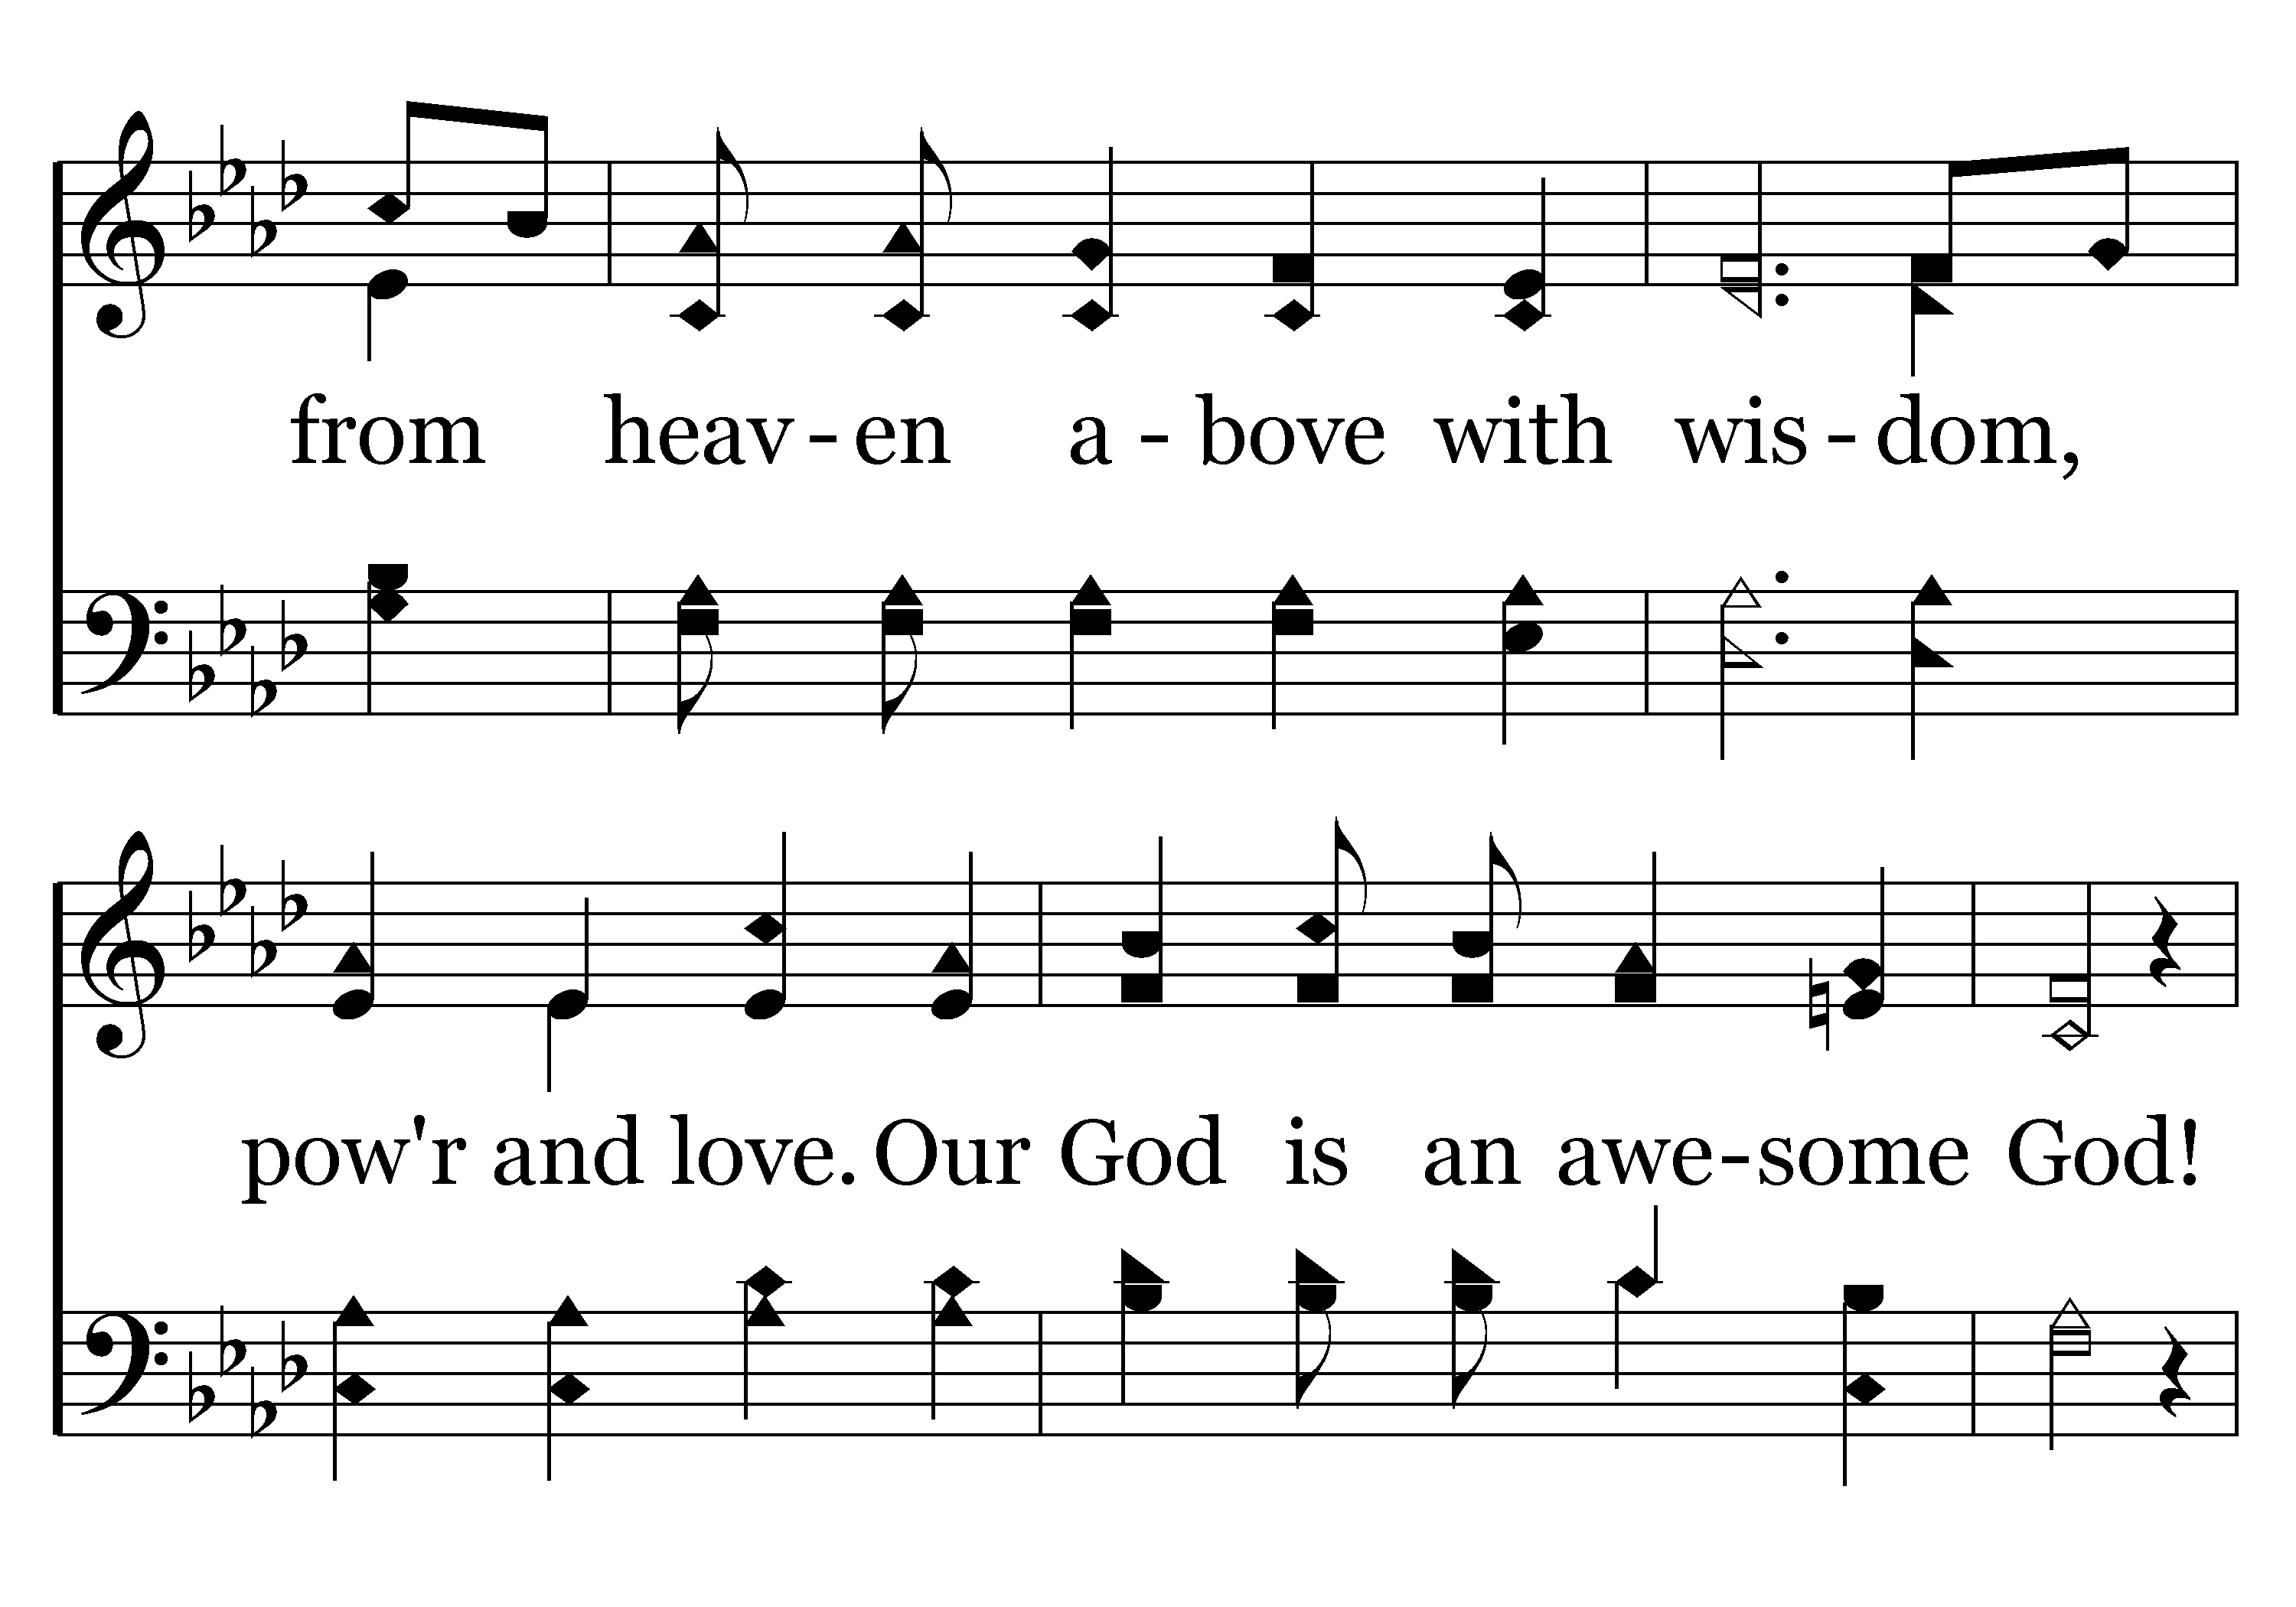 from heav - en a - bove with wis - dom,
pow'r and love. Our God is an awe-some God!